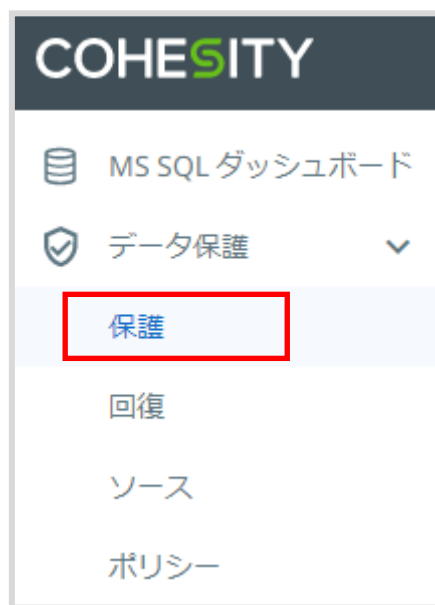 COHESITY
MS SQL ダッシュボード
データ保護
保護
回復
ソース
ポリシー